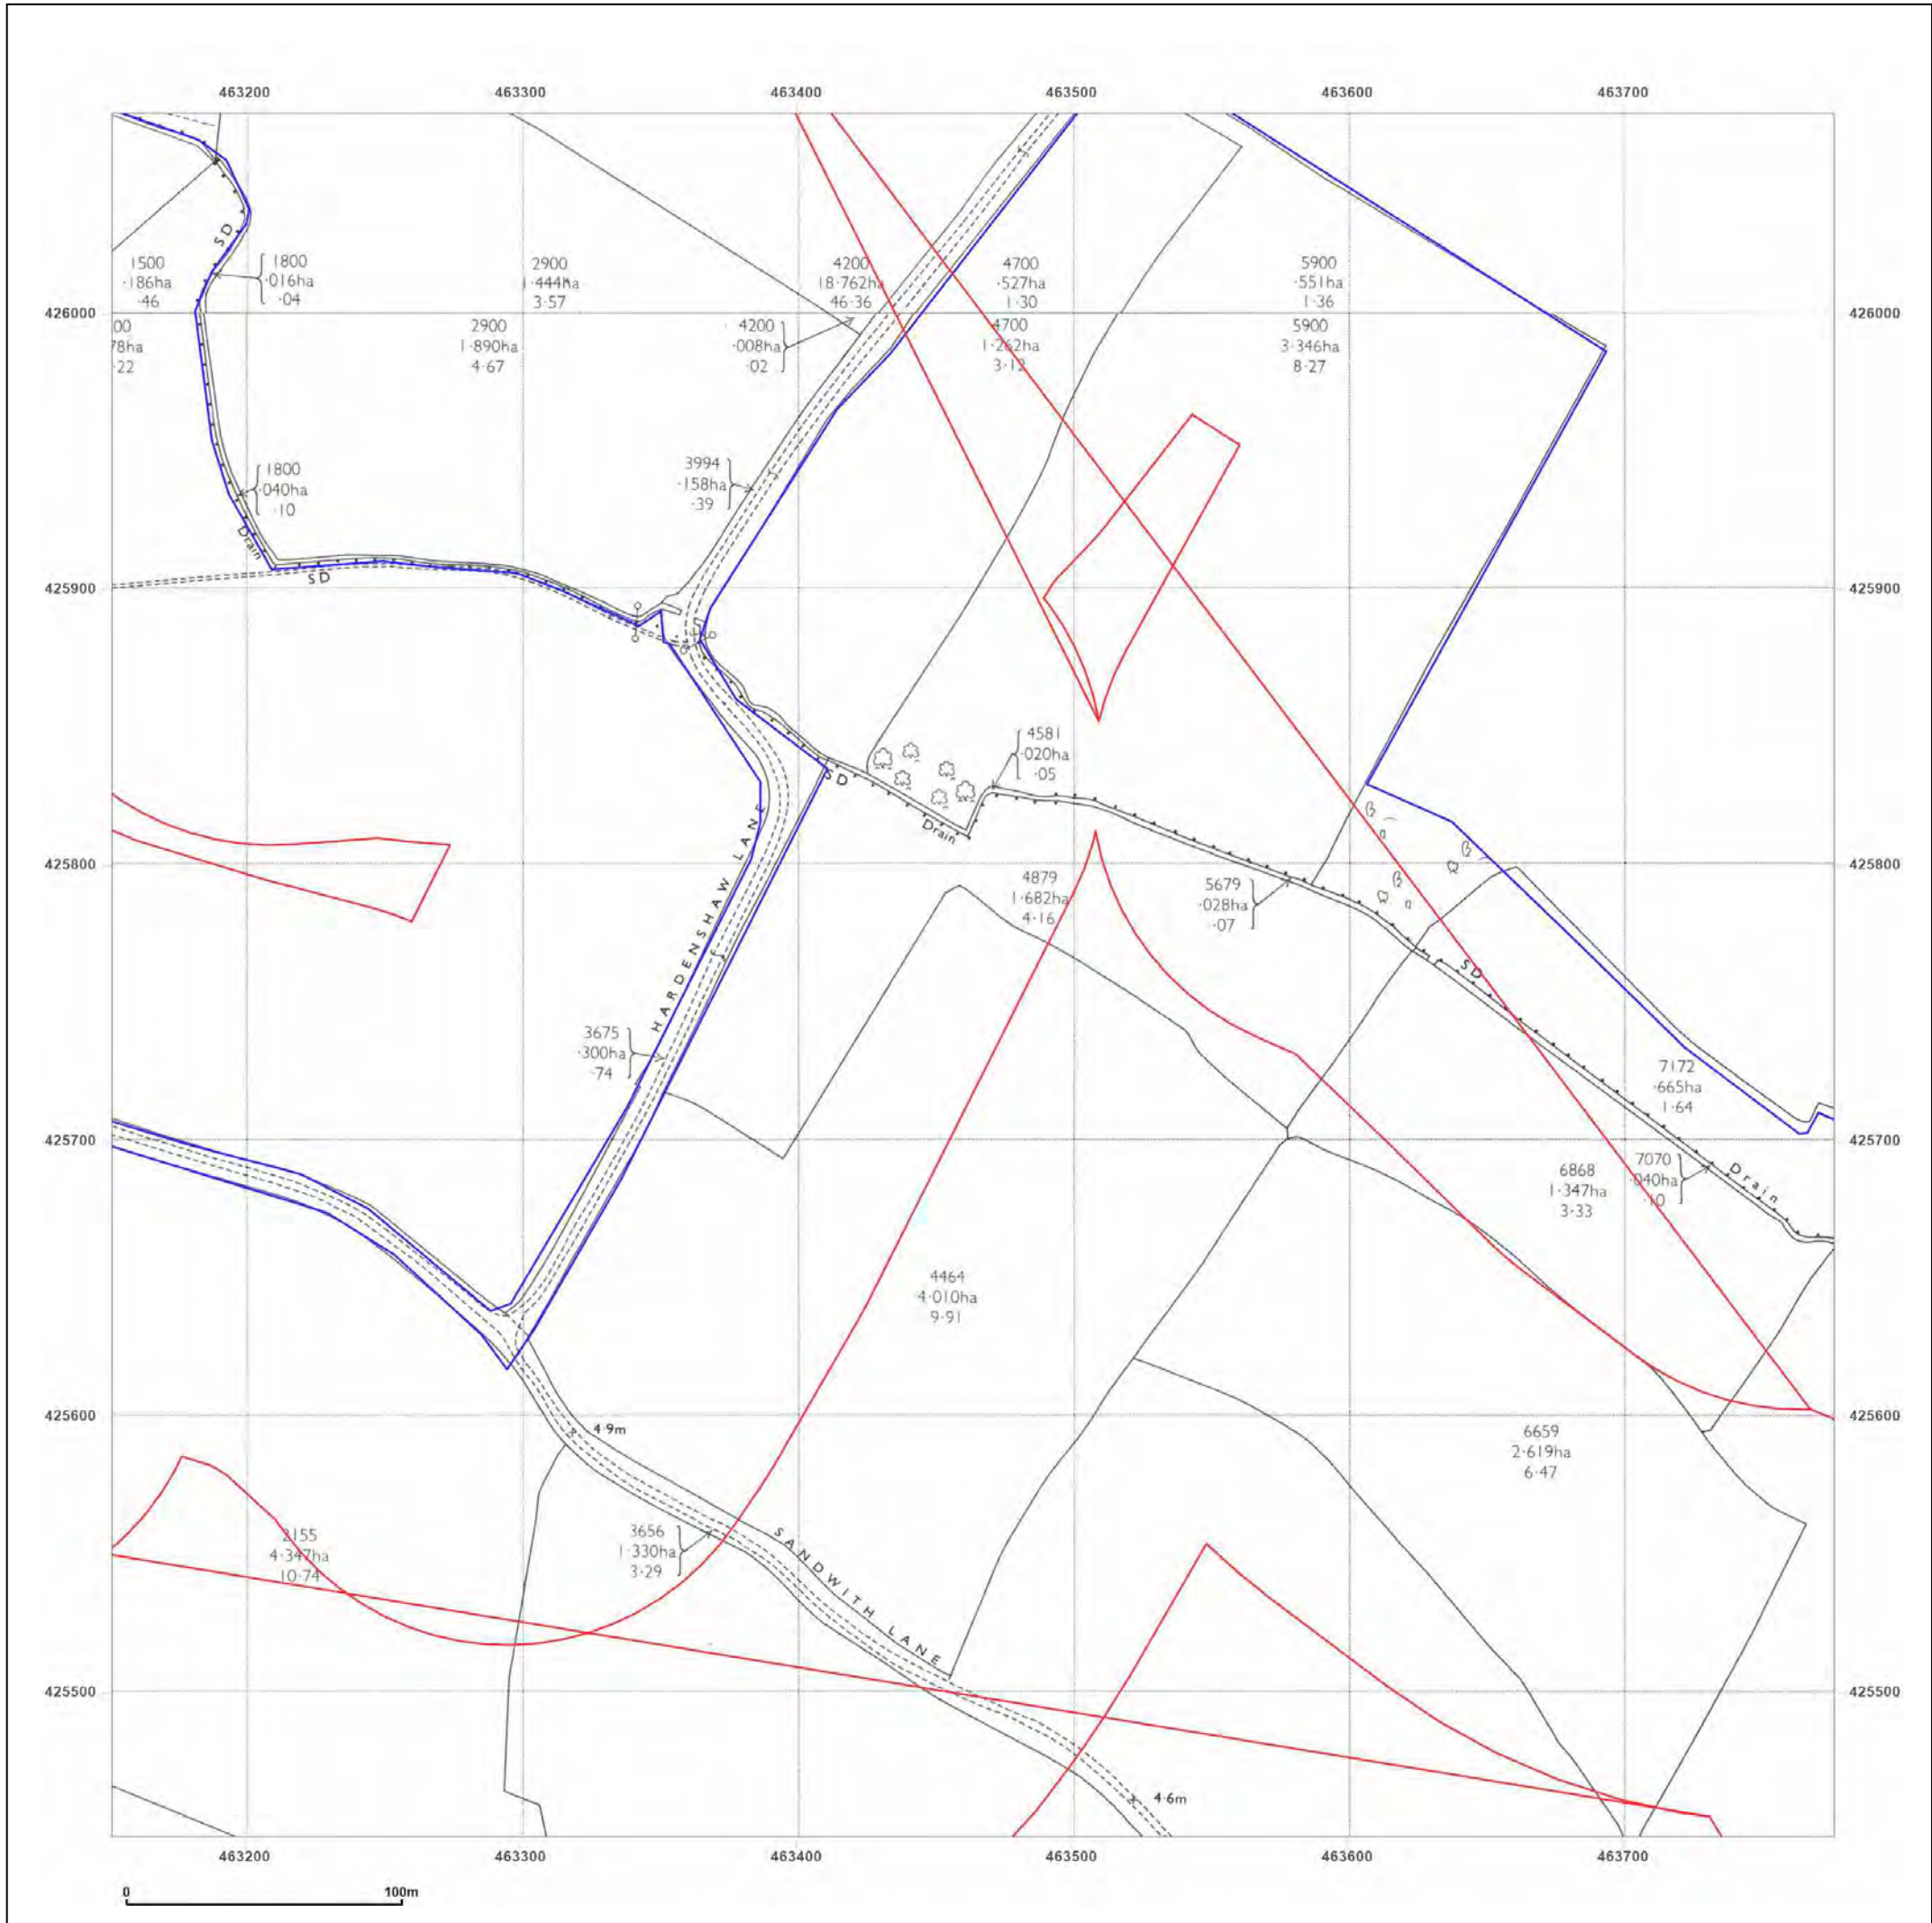 463200 463300 463400 463500 463600 463700
SD
1500
·186ha
·46
1800
·016ha
·04
2900
1·444ha
3·57
4200
18·762ha
46·36
4700
·527ha
1·30
5900
·551ha
1·36
426000 426000
00
78ha
·22
2900
1·890ha
4·67
4200
·008ha
·02
4700
1·262ha
3·12
5900
3·346ha
8·27
1800
·040ha
·10
3994
·158ha
·39
Drain
SD
425900 425900
SD
4581
·020ha
·05
Drain
425800 425800
4879
1·682ha
4·16
5679
·028ha
·07
HARDENSHAW LANE
SD
3675
·300ha
·74
7172
·665ha
1·64
425700 425700
6868
1·347ha
3·33
7070
·040ha
·10
Drain
4464
4·010ha
9·91
425600 425600
4·9m
6659
2·619ha
6·47
2155
4·347ha
10·74
3656
1·330ha
3·29
SANDWITH LANE
425500 425500
4·6m
463200 463300 463400 463500 463600 463700
0 100m